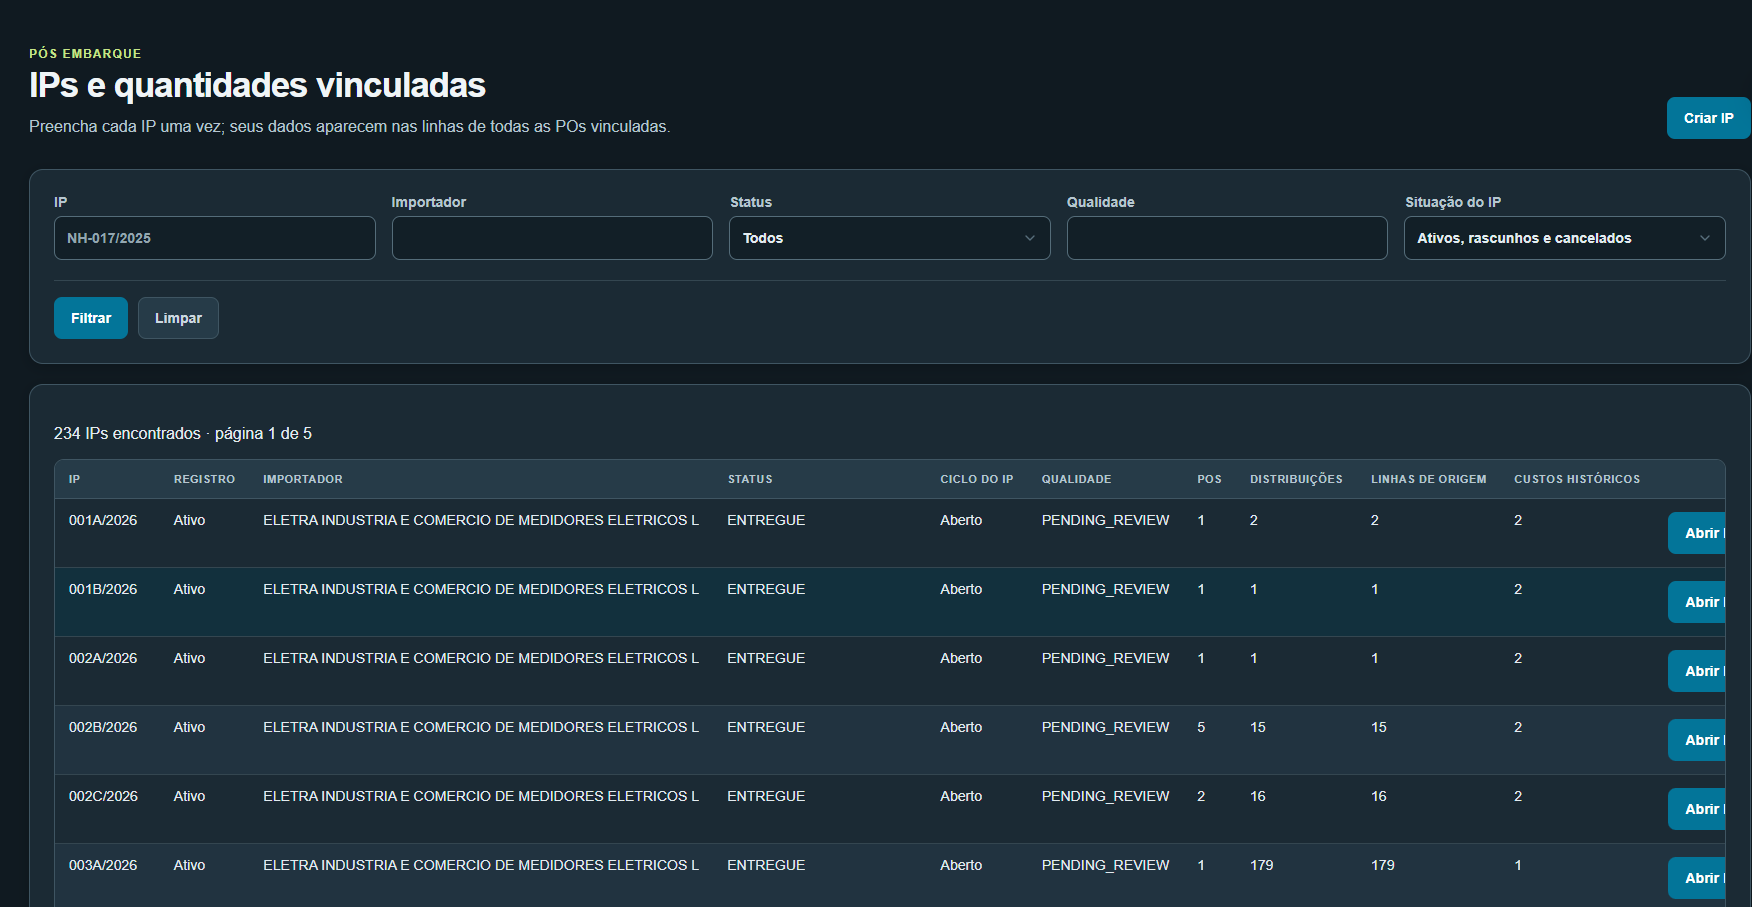 PÓS EMBARQUE
IPs e quantidades vinculadas
Preencha cada IP uma vez; seus dados aparecem nas linhas de todas as POs vinculadas.
Criar IP
IP Importador Status Qualidade Situação do IP
NH-017/2025 Todos Ativos, rascunhos e cancelados
Filtrar Limpar
234 IPs encontrados · página 1 de 5
IP REGISTRO IMPORTADOR STATUS CICLO DO IP QUALIDADE POS DISTRIBUIÇÕES LINHAS DE ORIGEM CUSTOS HISTÓRICOS
001A/2026 Ativo ELETRA INDUSTRIA E COMERCIO DE MEDIDORES ELETRICOS L ENTREGUE Aberto PENDING_REVIEW 1 2 2 2 Abrir
001B/2026 Ativo ELETRA INDUSTRIA E COMERCIO DE MEDIDORES ELETRICOS L ENTREGUE Aberto PENDING_REVIEW 1 1 1 2 Abrir
002A/2026 Ativo ELETRA INDUSTRIA E COMERCIO DE MEDIDORES ELETRICOS L ENTREGUE Aberto PENDING_REVIEW 1 1 1 2 Abrir
002B/2026 Ativo ELETRA INDUSTRIA E COMERCIO DE MEDIDORES ELETRICOS L ENTREGUE Aberto PENDING_REVIEW 5 15 15 2 Abrir
002C/2026 Ativo ELETRA INDUSTRIA E COMERCIO DE MEDIDORES ELETRICOS L ENTREGUE Aberto PENDING_REVIEW 2 16 16 2 Abrir
003A/2026 Ativo ELETRA INDUSTRIA E COMERCIO DE MEDIDORES ELETRICOS L ENTREGUE Aberto PENDING_REVIEW 1 179 179 1 Abrir